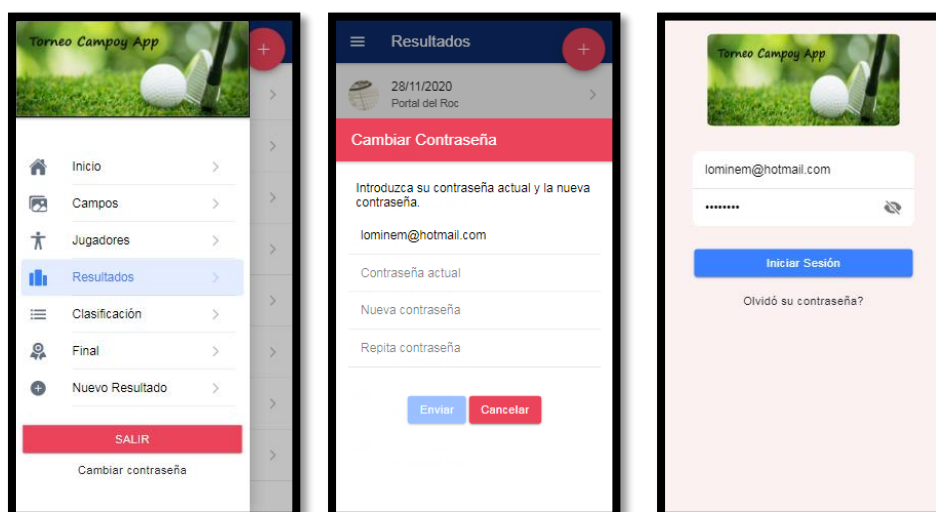 Torneo Campoy App
Inicio
Campos
Jugadores
Resultados
Clasificación
Final
Nuevo Resultado
SALIR
Cambiar contraseña
Resultados
28/11/2020
Portal del Roc
Cambiar Contraseña
Introduzca su contraseña actual y la nueva
contraseña.
lominem@hotmail.com
Contraseña actual
Nueva contraseña
Repita contraseña
Enviar Cancelar
Torneo Campoy App
lominem@hotmail.com
••••••••
Iniciar Sesión
Olvidó su contraseña?